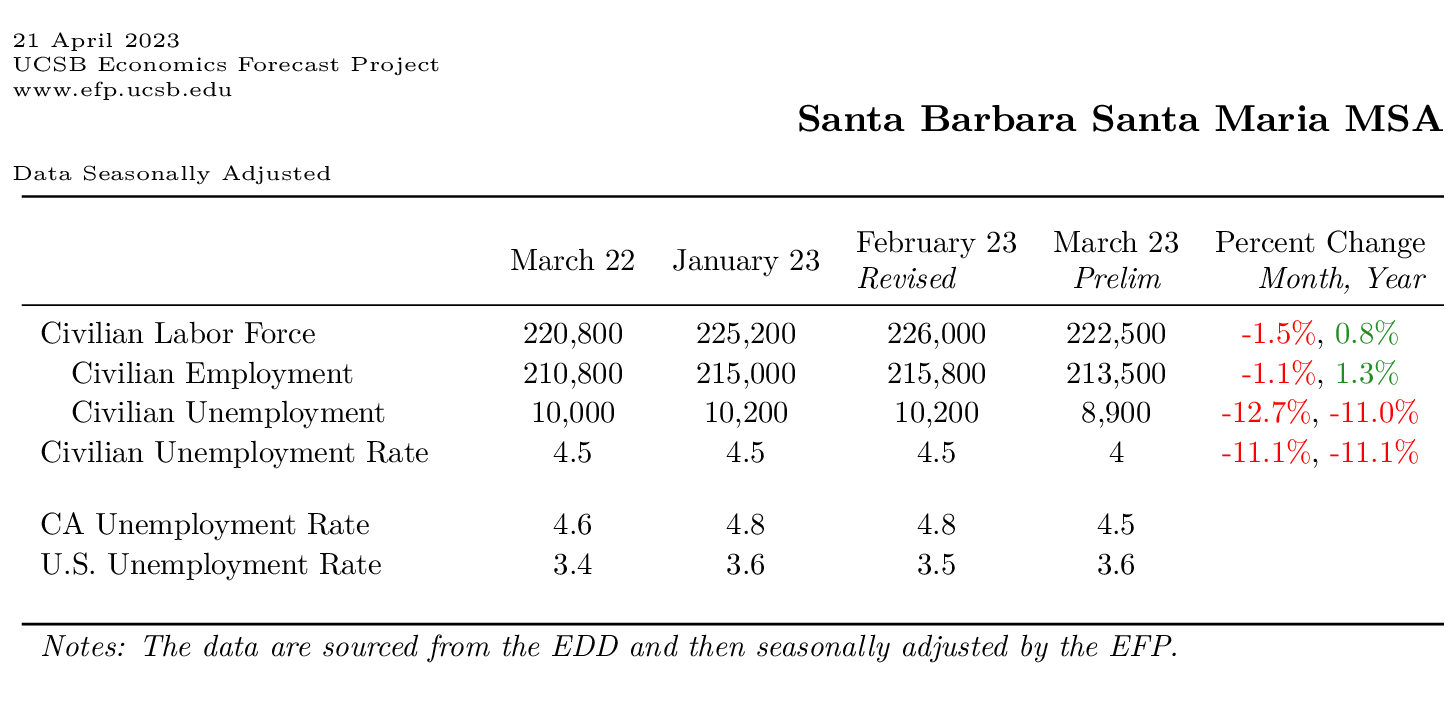 21 April 2023
UCSB Economics Forecast Project
www.efp.ucsb.edu
Santa Barbara Santa Maria MSA
Data Seasonally Adjusted
March 22 January 23 February 23 March 23 Percent Change
Revised Prelim Month, Year
Civilian Labor Force 220,800 225,200 226,000 222,500 -1.5%, 0.8%
Civilian Employment 210,800 215,000 215,800 213,500 -1.1%, 1.3%
Civilian Unemployment 10,000 10,200 10,200 8,900 -12.7%, -11.0%
Civilian Unemployment Rate 4.5 4.5 4.5 4 -11.1%, -11.1%
CA Unemployment Rate 4.6 4.8 4.8 4.5
U.S. Unemployment Rate 3.4 3.6 3.5 3.6
Notes: The data are sourced from the EDD and then seasonally adjusted by the EFP.